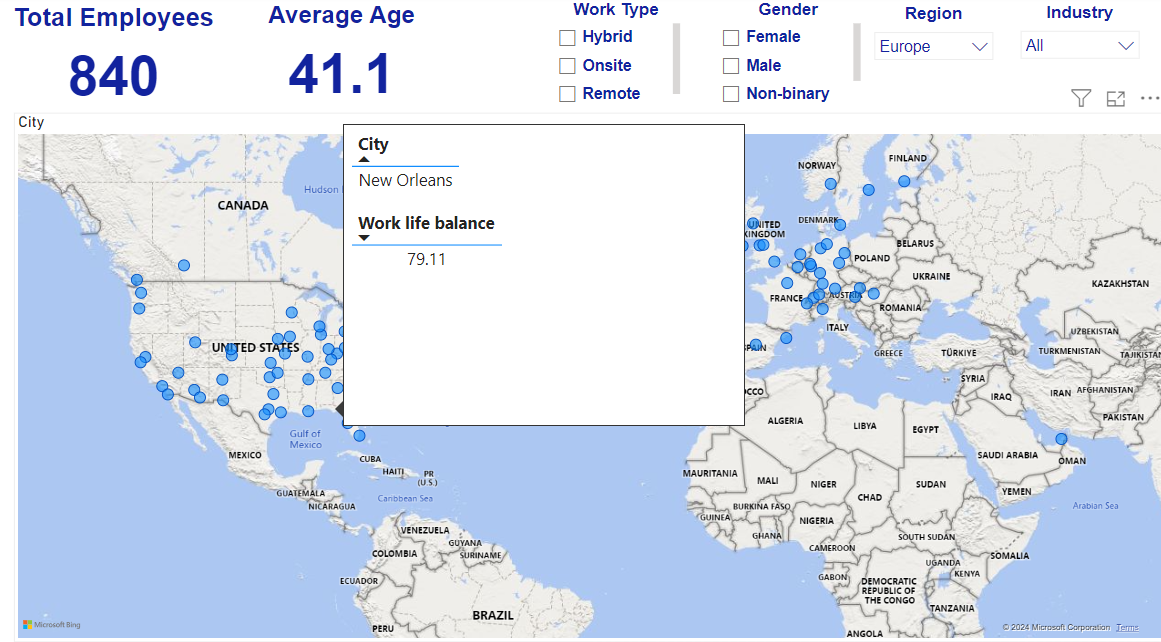 Total Employees
840
Average Age
41.1
Work Type
Hybrid
Onsite
Remote
Gender
Female
Male
Non-binary
Region
Europe
Industry
All
City
City
New Orleans
Work life balance
79.11
Hudson
CANADA
UNITED STATES
Gulf of
Mexico
MEXICO
CUBA
HAITI
PR
(U.S.)
GUATEMALA
Caribbean Sea
NICARAGUA
VENEZUELA
GUYANA
COLOMBIA
SURINAME
ECUADOR
BRAZIL
PERU
NORWAY
FINLAND
DENMARK
UNITED
KINGDOM
BELARUS
POLAND
UKRAINE
KAZAKHSTAN
FRANCE
AUSTRIA
ROMANIA
ITALY
UZBEKISTAN
SPAIN
GREECE
TÜRKİYE
TURKMENISTAN
TAJIKISTAN
SYRIA
OCCO
IRAQ
IRAN
AFGHANISTAN
ALGERIA
LIBYA
EGYPT
PAKISTAN
SAUDI ARABIA
OMAN
MAURITANIA
MALI
NIGER
SUDAN
CHAD
YEMEN
BURKINA FASO
Arabian Sea
GUINEA
NIGERIA
GHANA
SOUTH SUDAN
CAMEROON
SOMALIA
UGANDA
GABON
KENYA
DEMOCRATIC
REPUBLIC OF
THE CONGO
TANZANIA
ANGOLA
Microsoft Bing
© 2024 Microsoft Corporation Terms